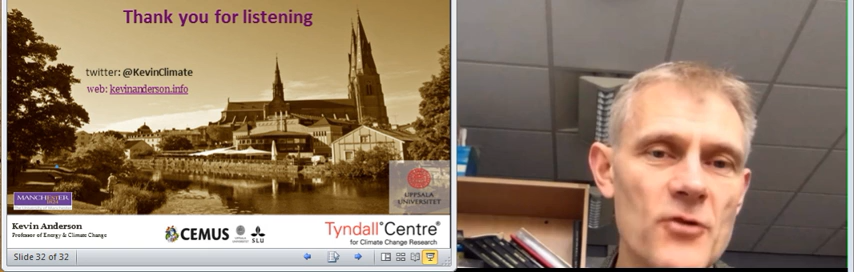 Thank you for listening
twitter: @KevinClimate
web: kevinanderson.info
MANCHESTER
1824
UPPSALA
UNIVERSITET
Kevin Anderson
Professor of Energy & Climate Change
CEMUS
SLU
Tyndall°Centre®
for Climate Change Research
Slide 32 of 32